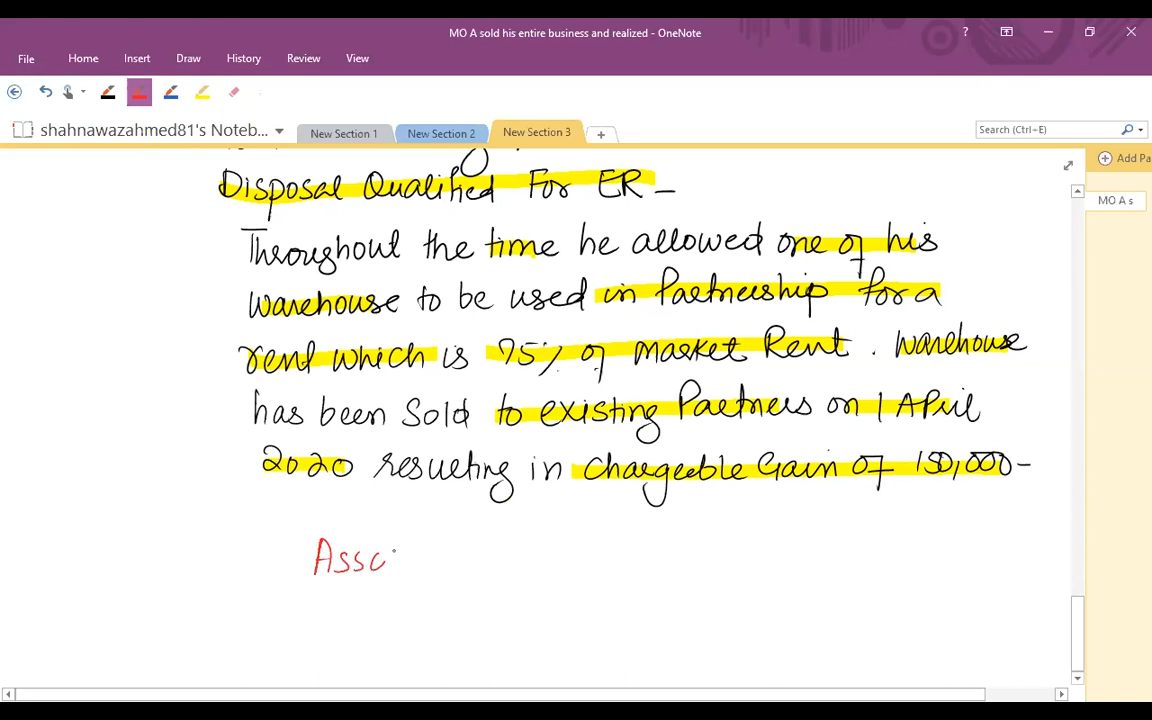 MO A sold his entire business and realized - OneNote
?
File Home Insert Draw History Review View
shahnawazahmed81's Noteb...
New Section 1
New Section 2
New Section 3
+
Search (Ctrl+E)
Add Pa
MO A s
Disposal Qualified For ER -
Throughout the time he allowed one of his
warehouse to be used in Partnership for a
rent which is 75% of market Rent. Warehouse
has been Sold to existing Partners on 1 April
2020 resulting in chargeable Gain of 150,000-
Assc